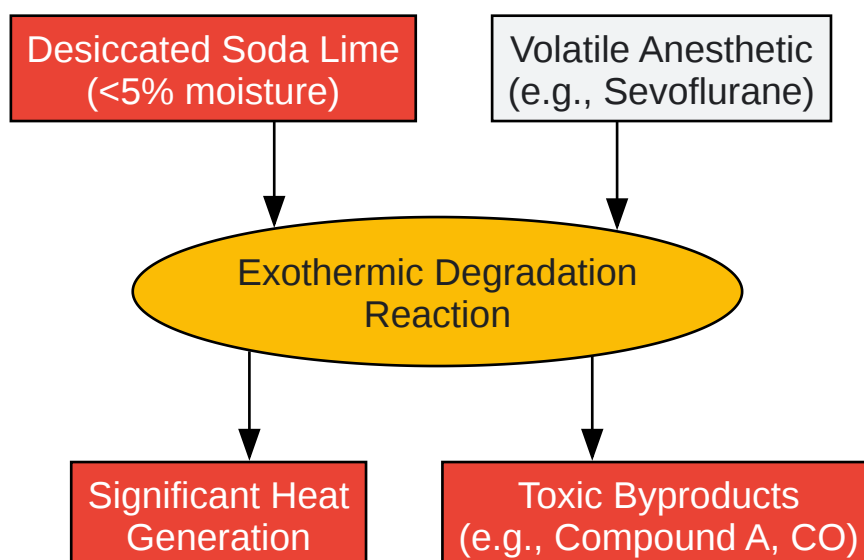 Desiccated Soda Lime
(<5% moisture)
Volatile Anesthetic
(e.g., Sevoflurane)
Exothermic Degradation
Reaction
Significant Heat
Generation
Toxic Byproducts
(e.g., Compound A, CO)